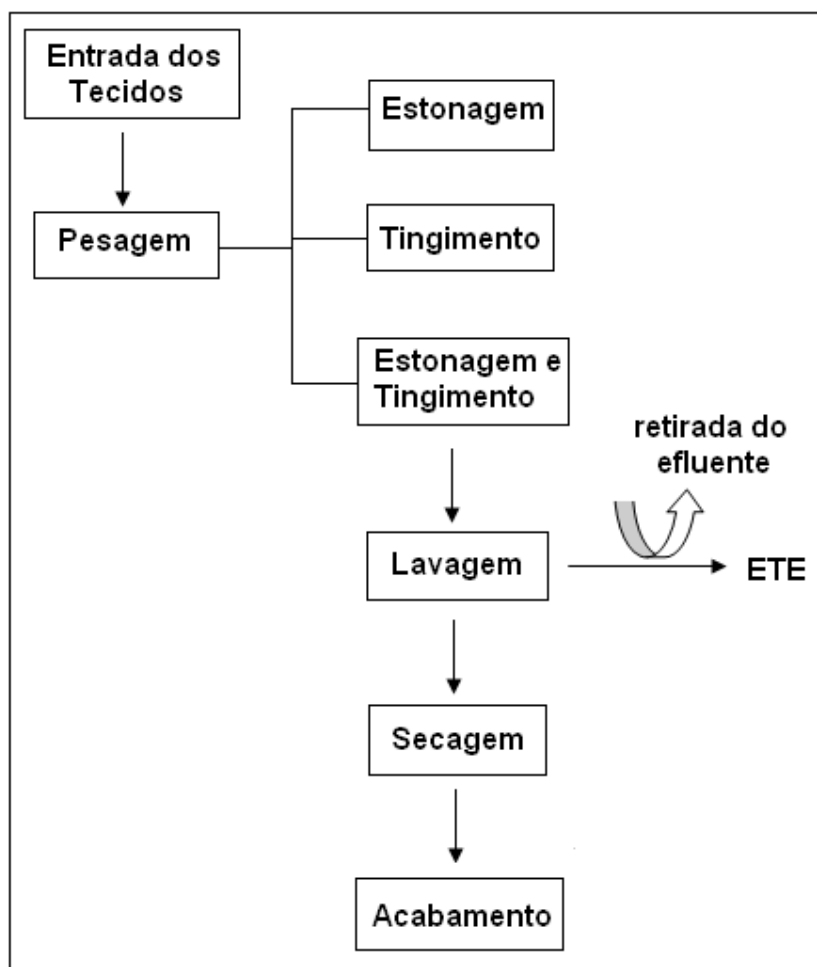 Entrada dos
Tecidos
Estonagem
Pesagem
Tingimento
Estonagem e
Tingimento
retirada do
efluente
Lavagem
ETE
Secagem
Acabamento